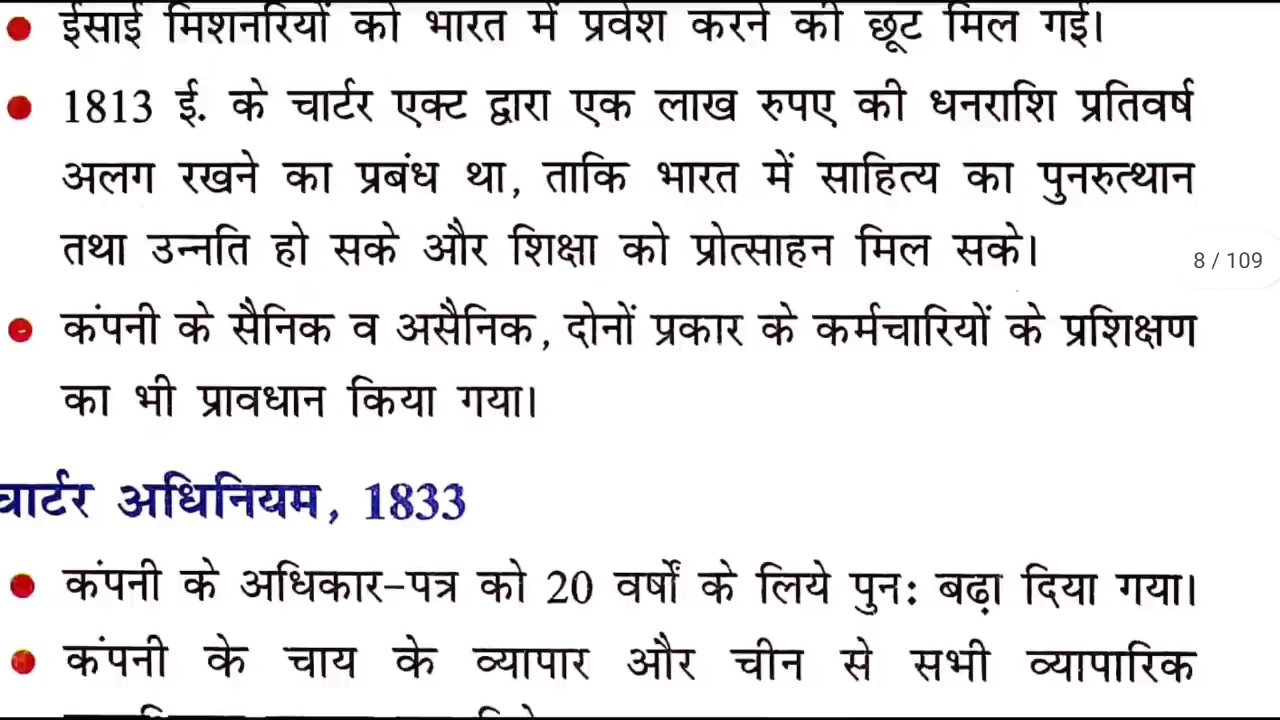 ईसाई मिशनरियों को भारत में प्रवेश करने की छूट मिल गई।
1813 ई. के चार्टर एक्ट द्वारा एक लाख रुपए की धनराशि प्रतिवर्ष
अलग रखने का प्रबंध था, ताकि भारत में साहित्य का पुनरुत्थान
तथा उन्नति हो सके और शिक्षा को प्रोत्साहन मिल सके।
8 / 109
कंपनी के सैनिक व असैनिक, दोनों प्रकार के कर्मचारियों के प्रशिक्षण
का भी प्रावधान किया गया।
चार्टर अधिनियम, 1833
कंपनी के अधिकार-पत्र को 20 वर्षों के लिये पुनः बढ़ा दिया गया।
कंपनी के चाय के व्यापार और चीन से सभी व्यापारिक